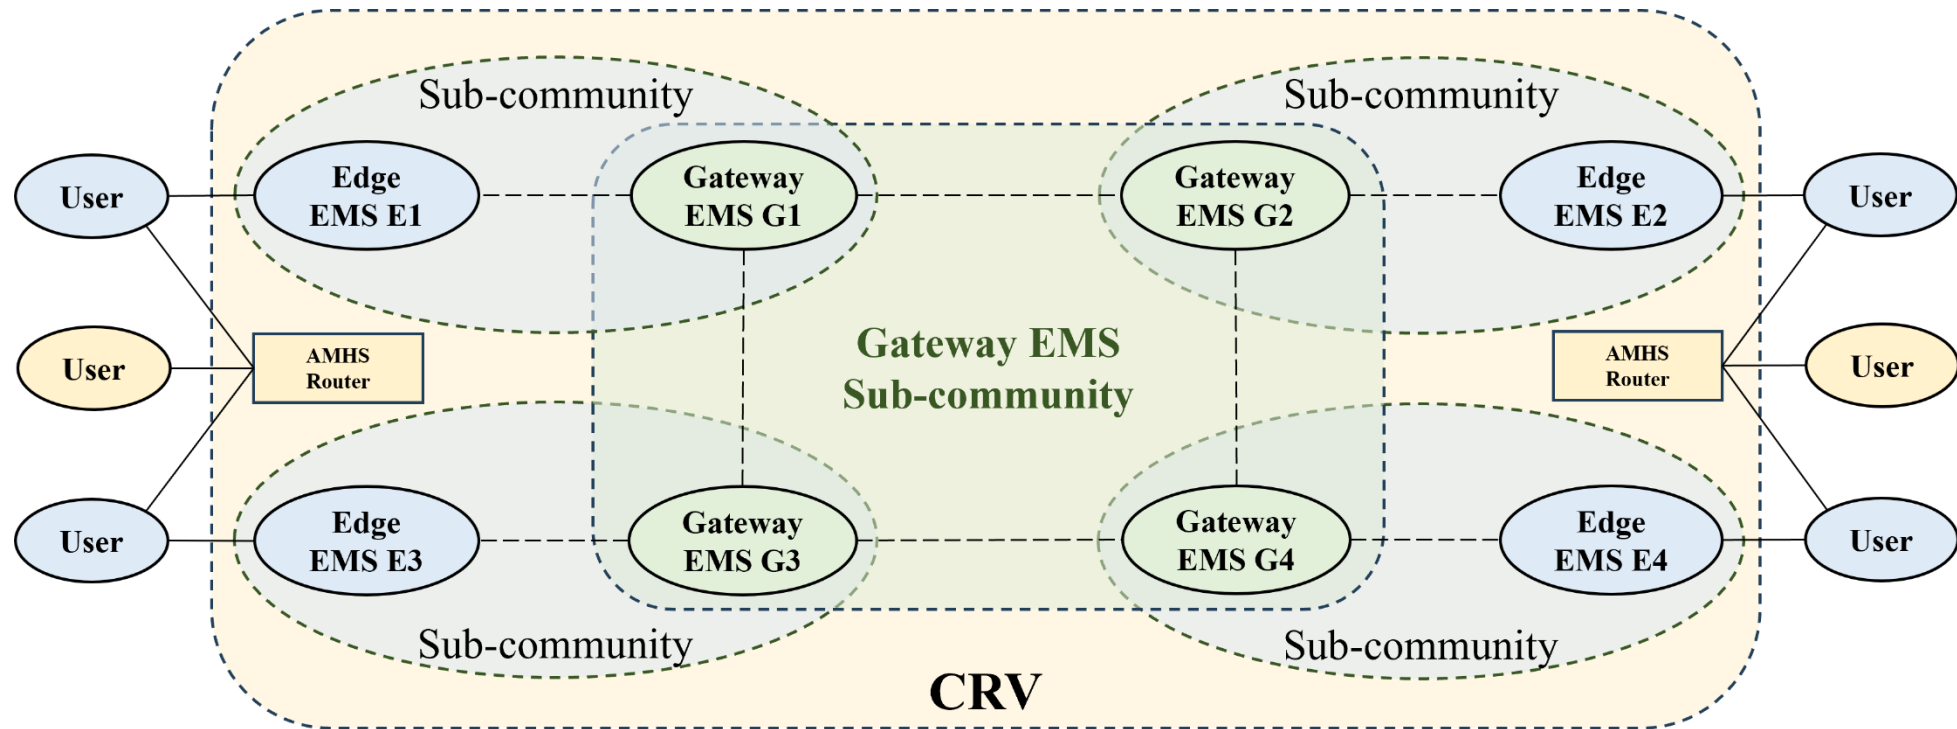 Sub-community
Sub-community
User
Edge
EMS E1
Gateway
EMS G1
Gateway
EMS G2
Edge
EMS E2
User
User
AMHS
Router
Gateway EMS
Sub-community
AMHS
Router
User
User
Edge
EMS E3
Gateway
EMS G3
Gateway
EMS G4
Edge
EMS E4
User
Sub-community
Sub-community
CRV